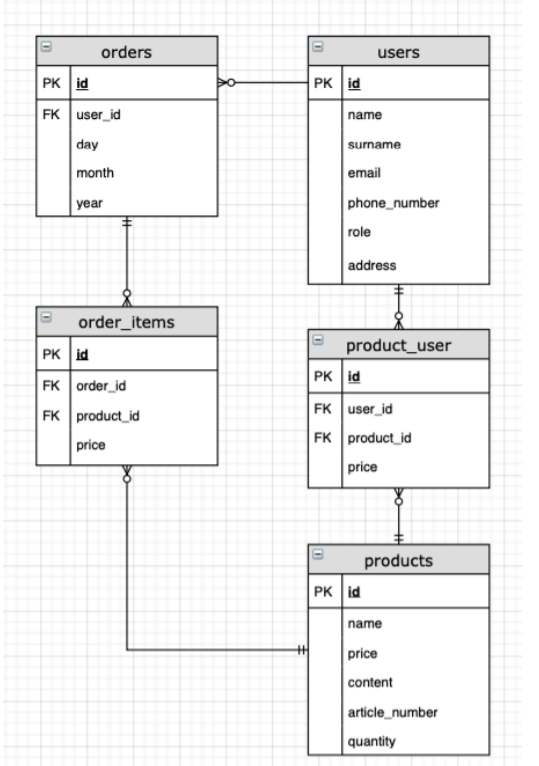 orders
PK id
FK user_id
day
month
year
users
PK id
name
surname
email
phone_number
role
address
order_items
PK id
FK order_id
FK product_id
price
product_user
PK id
FK user_id
FK product_id
price
products
PK id
name
price
content
article_number
quantity